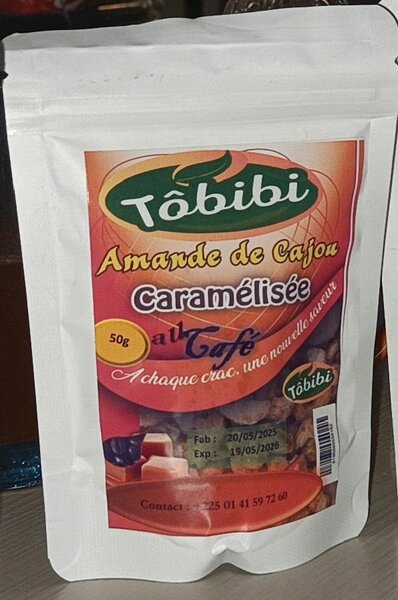 Tôbibi
Amande de Cajou
Caramélisée
50g
au Café
A chaque crac, une nouvelle saveur
Tôbibi
Fab : 20/05/2025
Exp : 19/05/2026
Contact : +225 01 41 59 72 60